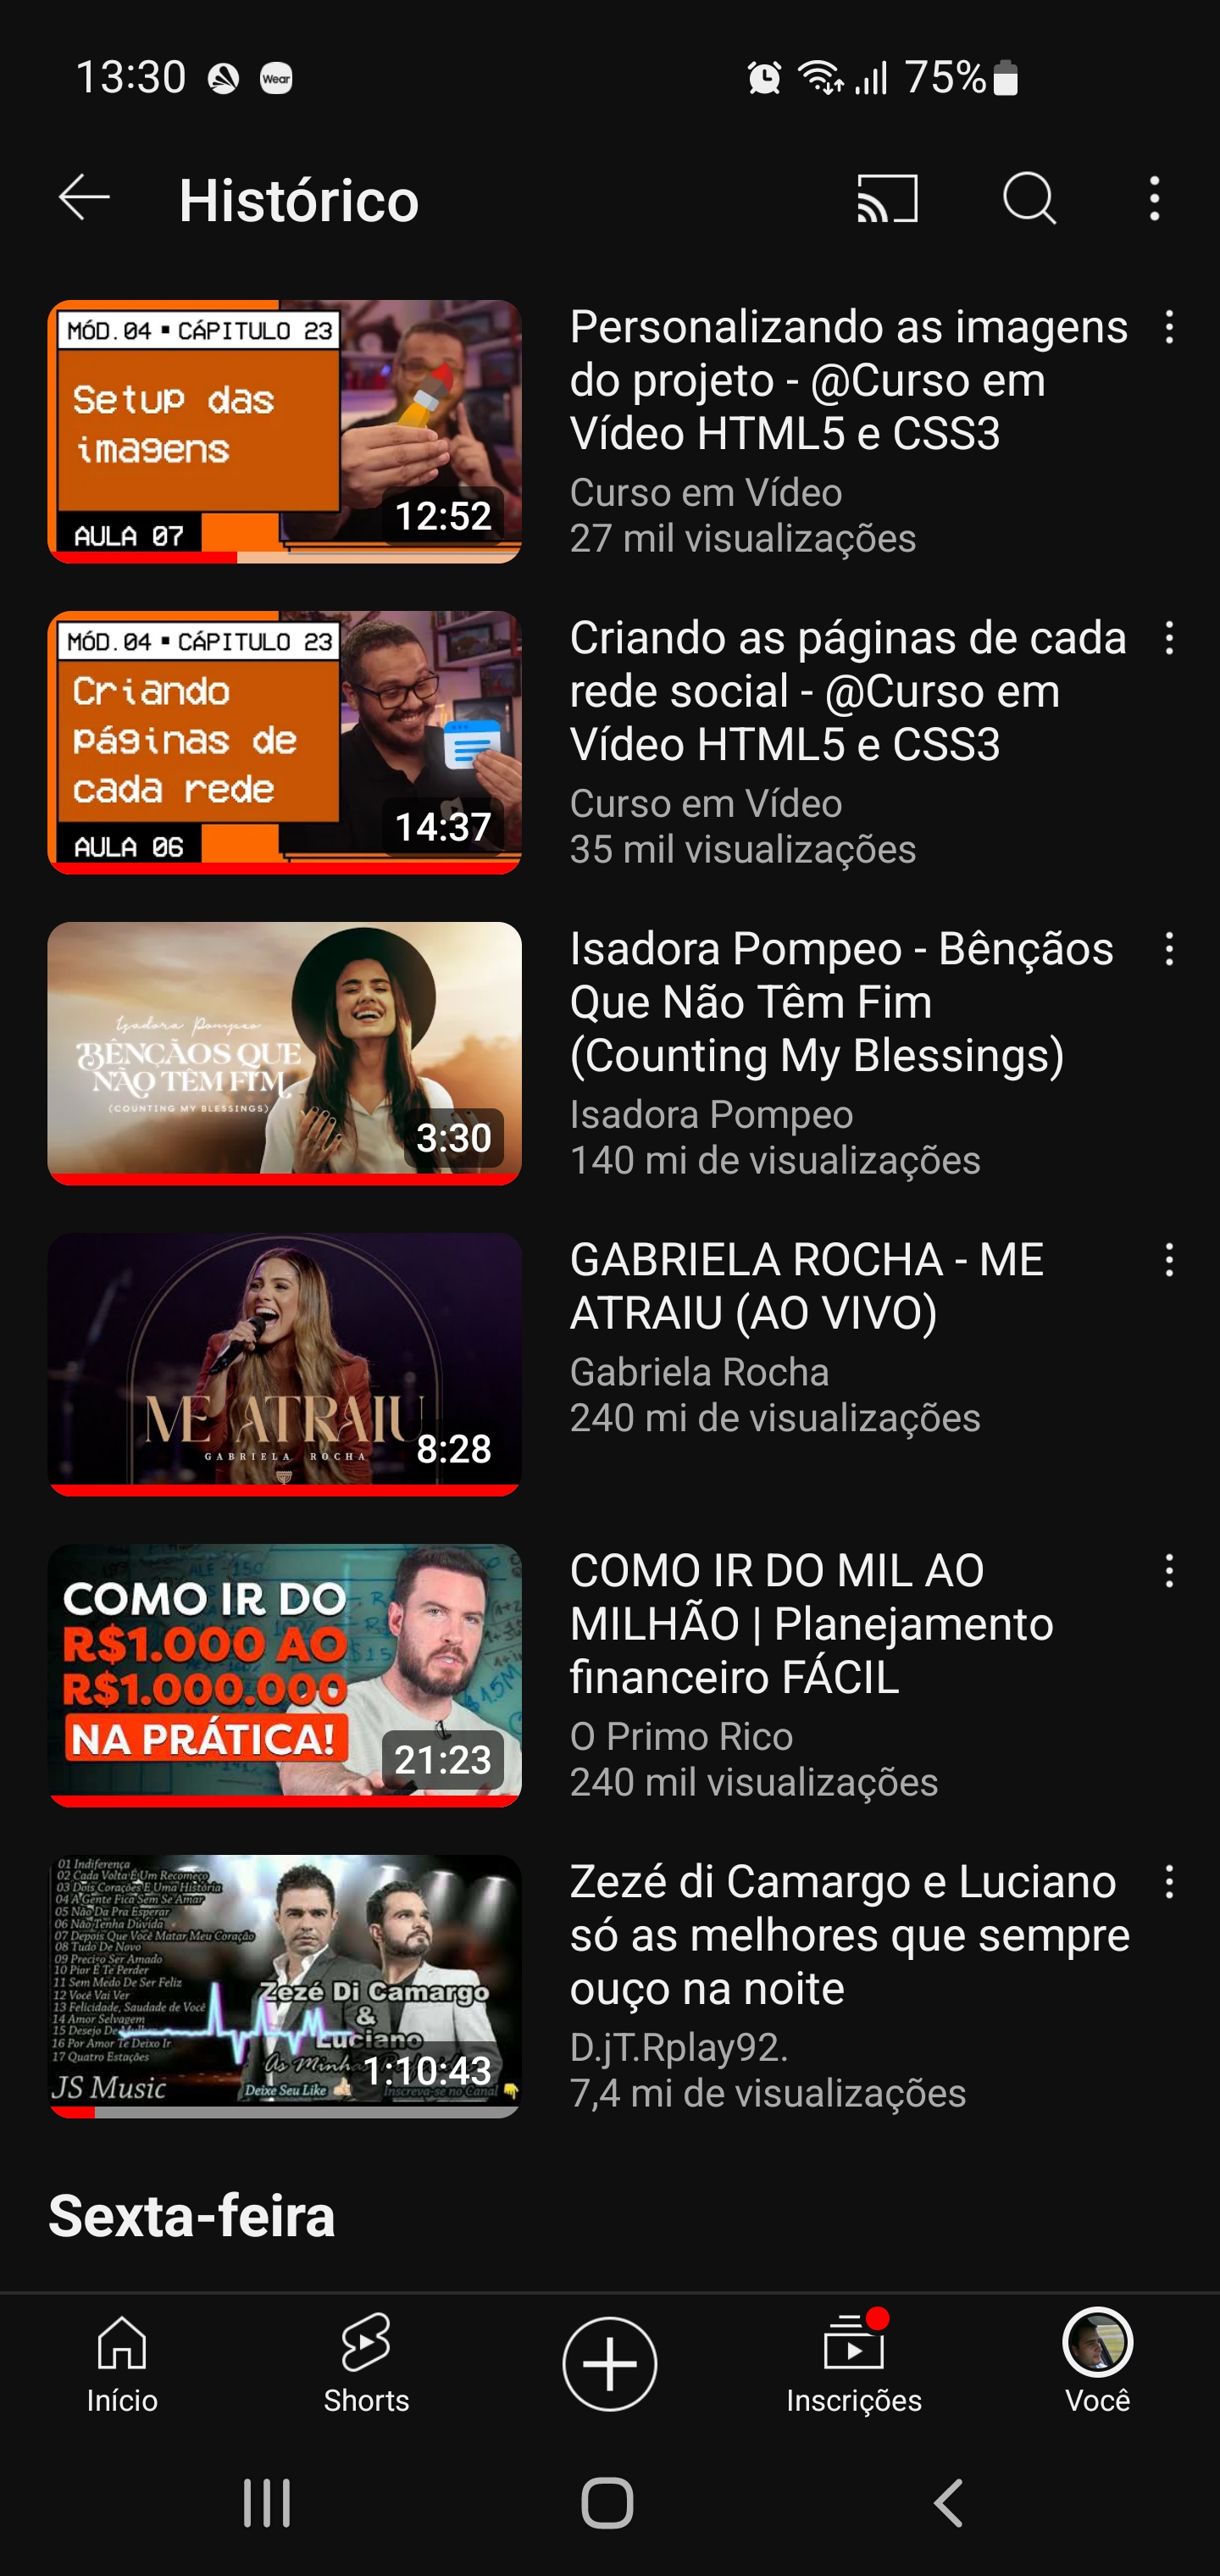 13:30
Wear
75%
Histórico
MÓD.04 ▪ CÁPITULO 23
Setup das
imagens
AULA 07
12:52
Personalizando as imagens
do projeto - @Curso em
Vídeo HTML5 e CSS3
Curso em Vídeo
27 mil visualizações
MÓD.04 ▪ CÁPITULO 23
Criando
páginas de
cada rede
AULA 06
14:37
Criando as páginas de cada
rede social - @Curso em
Vídeo HTML5 e CSS3
Curso em Vídeo
35 mil visualizações
Isadora Pompeo
BÊNÇÃOS QUE
NÃO TÊM FIM
(COUNTING MY BLESSINGS)
3:30
Isadora Pompeo - Bênçãos
Que Não Têm Fim
(Counting My Blessings)
Isadora Pompeo
140 mi de visualizações
ME ATRAIU
GABRIELA ROCHA
8:28
GABRIELA ROCHA - ME
ATRAIU (AO VIVO)
Gabriela Rocha
240 mi de visualizações
COMO IR DO
R$1.000 AO
R$1.000.000
NA PRÁTICA!
21:23
COMO IR DO MIL AO
MILHÃO | Planejamento
financeiro FÁCIL
O Primo Rico
240 mil visualizações
01 Indiferença
02 Cada Volta É Um Recomeço
03 Dois Corações E Uma História
04 A Gente Fica Sem Se Amar
05 Não Da Pra Esperar
06 Não Tenha Dúvida
07 Depois Que Você Matar Meu Coração
08 Tudo De Novo
09 Preciso Ser Amado
10 Pior É Te Perder
11 Sem Medo De Ser Feliz
12 Você Vai Ver
13 Felicidade, Saudade de Você
14 Amor Selvagem
15 Desejo De
16 Por Amor Te Deixo Ir
17 Quatro Estações
JS Music
Zezé Di Camargo
&
Luciano
As Minhas
Deixe Seu Like
Inscreva-se no Canal
1:10:43
Zezé di Camargo e Luciano
só as melhores que sempre
ouço na noite
D.jT.Rplay92.
7,4 mi de visualizações
Sexta-feira
Início
Shorts
Inscrições
Você